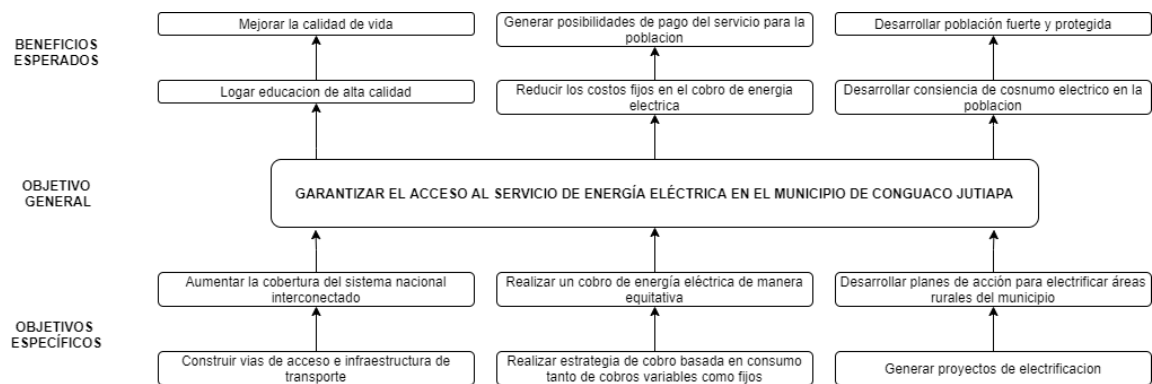 BENEFICIOS
ESPERADOS
Mejorar la calidad de vida
Generar posibilidades de pago del servicio para la
poblacion
Desarrollar población fuerte y protegida
Logar educacion de alta calidad
Reducir los costos fijos en el cobro de energia
electrica
Desarrollar consiencia de cosnumo electrico en la
poblacion
OBJETIVO
GENERAL
GARANTIZAR EL ACCESO AL SERVICIO DE ENERGÍA ELÉCTRICA EN EL MUNICIPIO DE CONGUACO JUTIAPA
OBJETIVOS
ESPECÍFICOS
Aumentar la cobertura del sistema nacional
interconectado
Realizar un cobro de energía eléctrica de manera
equitativa
Desarrollar planes de acción para electrificar áreas
rurales del municipio
Construir vias de acceso e infraestructura de
transporte
Realizar estrategia de cobro basada en consumo
tanto de cobros variables como fijos
Generar proyectos de electrificacion